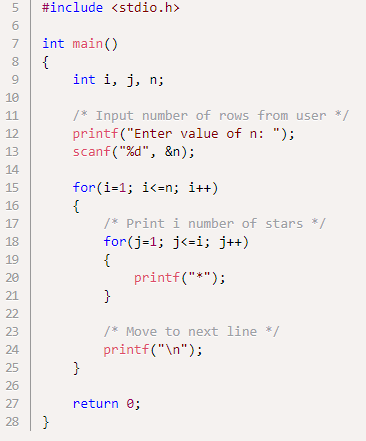 5 #include <stdio.h>
6
7 int main()
8 {
9     int i, j, n;
10
11     /* Input number of rows from user */
12     printf("Enter value of n: ");
13     scanf("%d", &n);
14
15     for(i=1; i<=n; i++)
16     {
17         /* Print i number of stars */
18         for(j=1; j<=i; j++)
19         {
20             printf("*");
21         }
22
23         /* Move to next line */
24         printf("\n");
25     }
26
27     return 0;
28 }